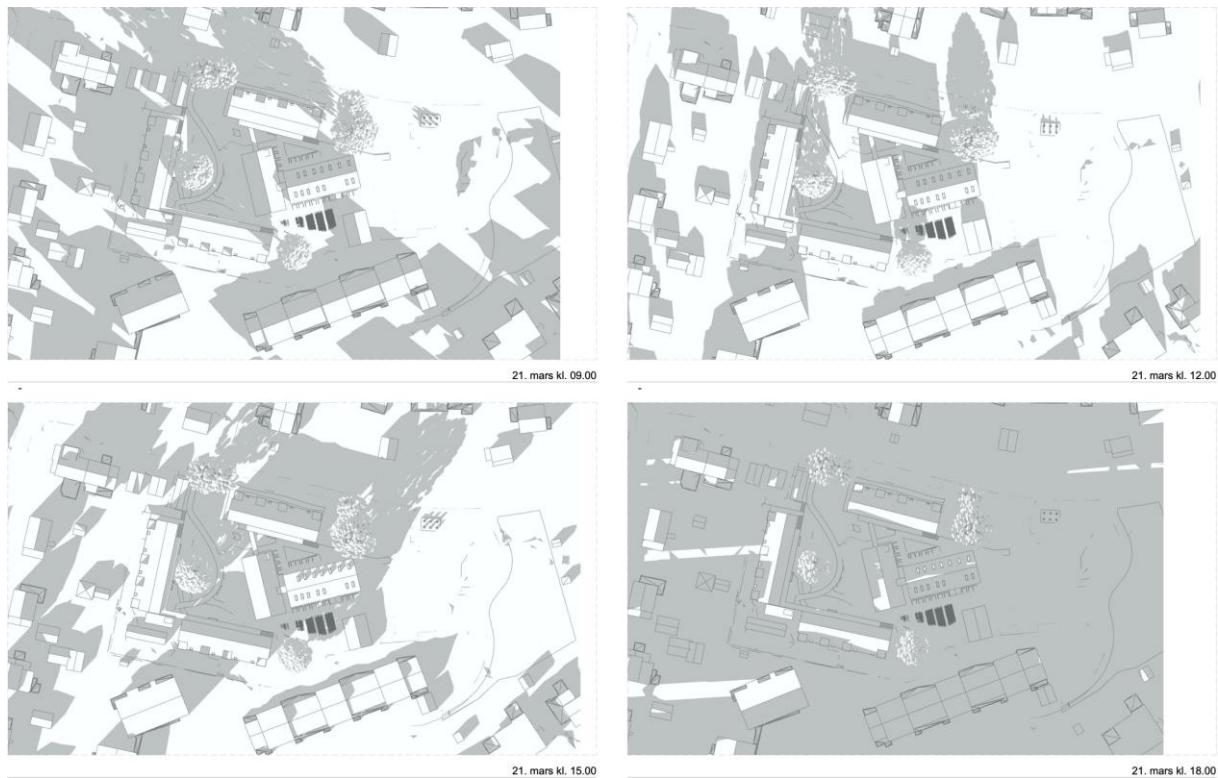 21. mars kl. 09.00
21. mars kl. 12.00
-
-
21. mars kl. 15.00
21. mars kl. 18.00